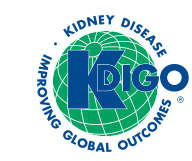 KIDNEY DISEASE
IMPROVING GLOBAL OUTCOMES
KDIGO
®